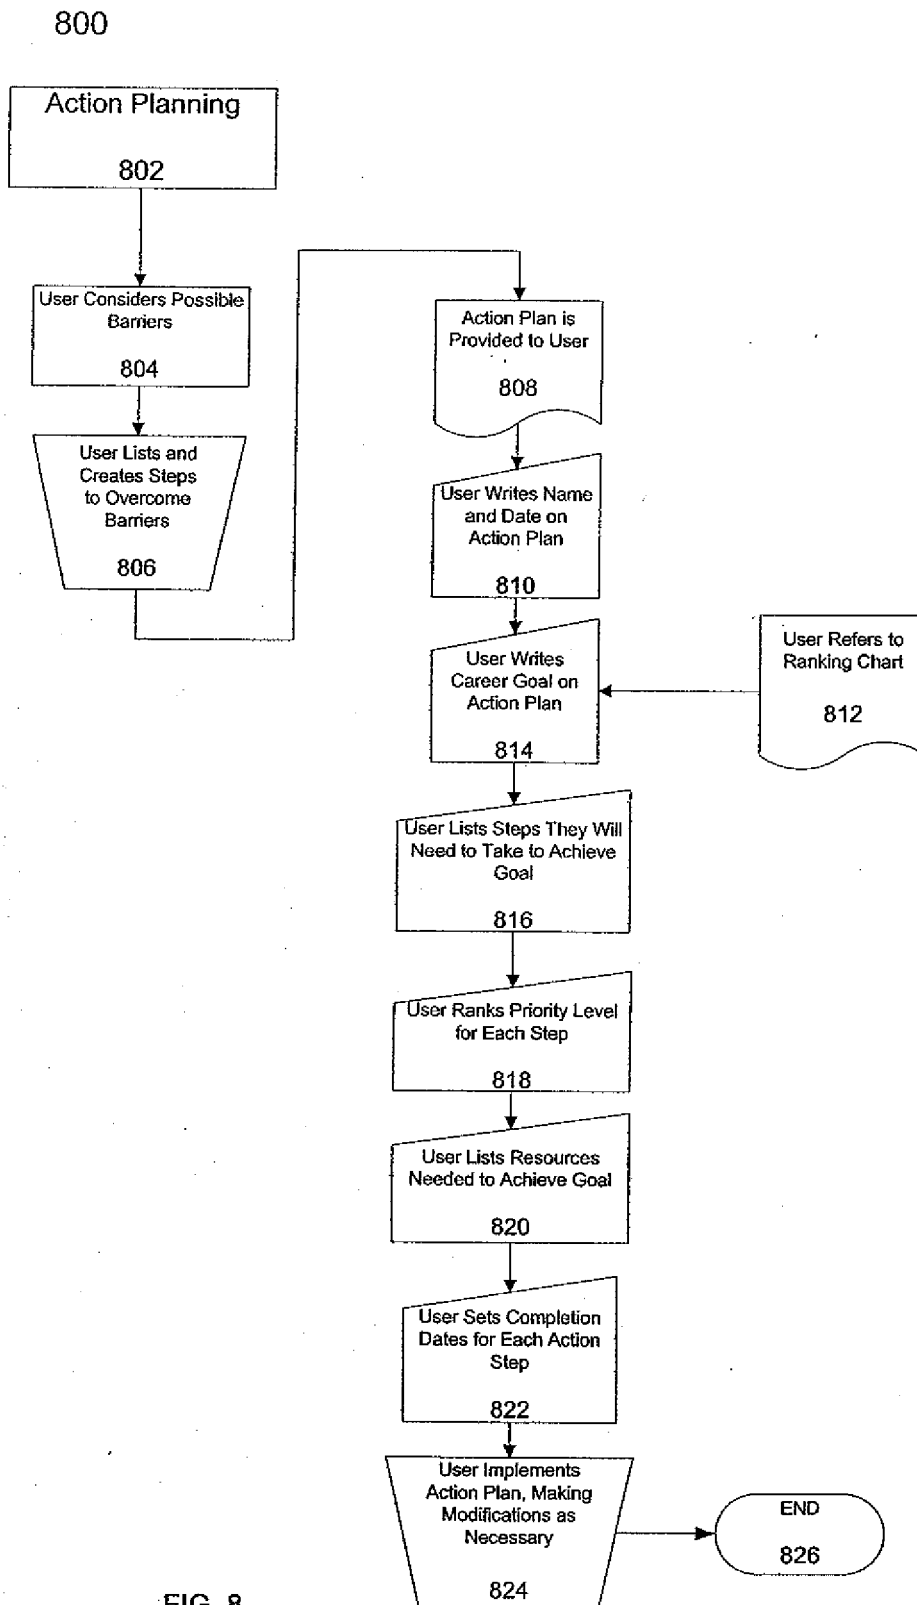 800
Action Planning
802
User Considers Possible
Barriers
804
User Lists and
Creates Steps
to Overcome
Barriers
806
Action Plan is
Provided to User
808
User Writes Name
and Date on
Action Plan
810
User Refers to
Ranking Chart
812
User Writes
Career Goal on
Action Plan
814
User Lists Steps They Will
Need to Take to Achieve
Goal
816
User Ranks Priority Level
for Each Step
818
User Lists Resources
Needed to Achieve Goal
820
User Sets Completion
Dates for Each Action
Step
822
User Implements
Action Plan, Making
Modifications as
Necessary
824
END
826
FIG. 8